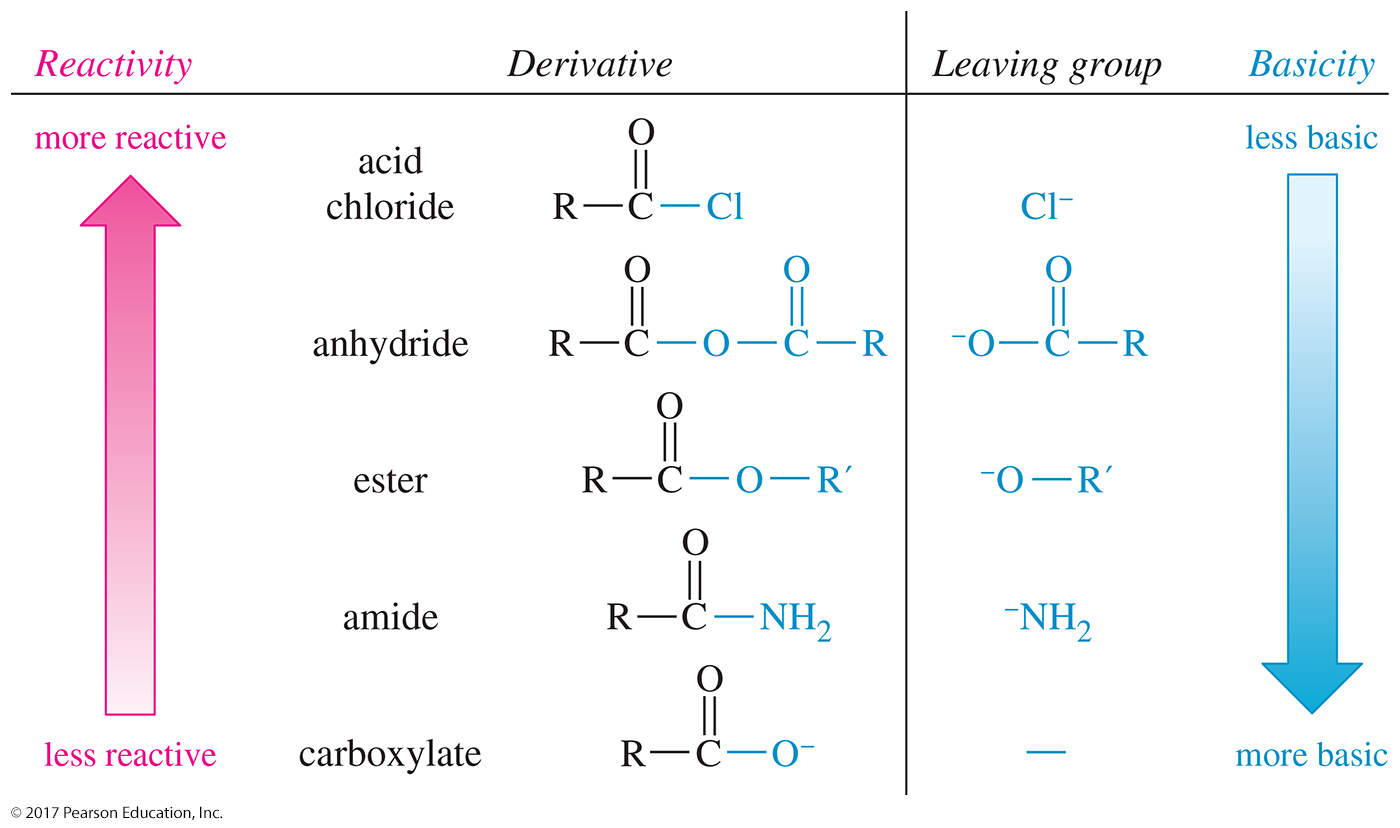 Reactivity Derivative Leaving group Basicity
more reactive less basic
O
acid
chloride R—C—Cl Cl⁻
O O O
anhydride R—C—O—C—R ⁻O—C—R
O
ester R—C—O—R′ ⁻O—R′
O
amide R—C—NH₂ ⁻NH₂
O
less reactive carboxylate R—C—O⁻ — more basic
© 2017 Pearson Education, Inc.